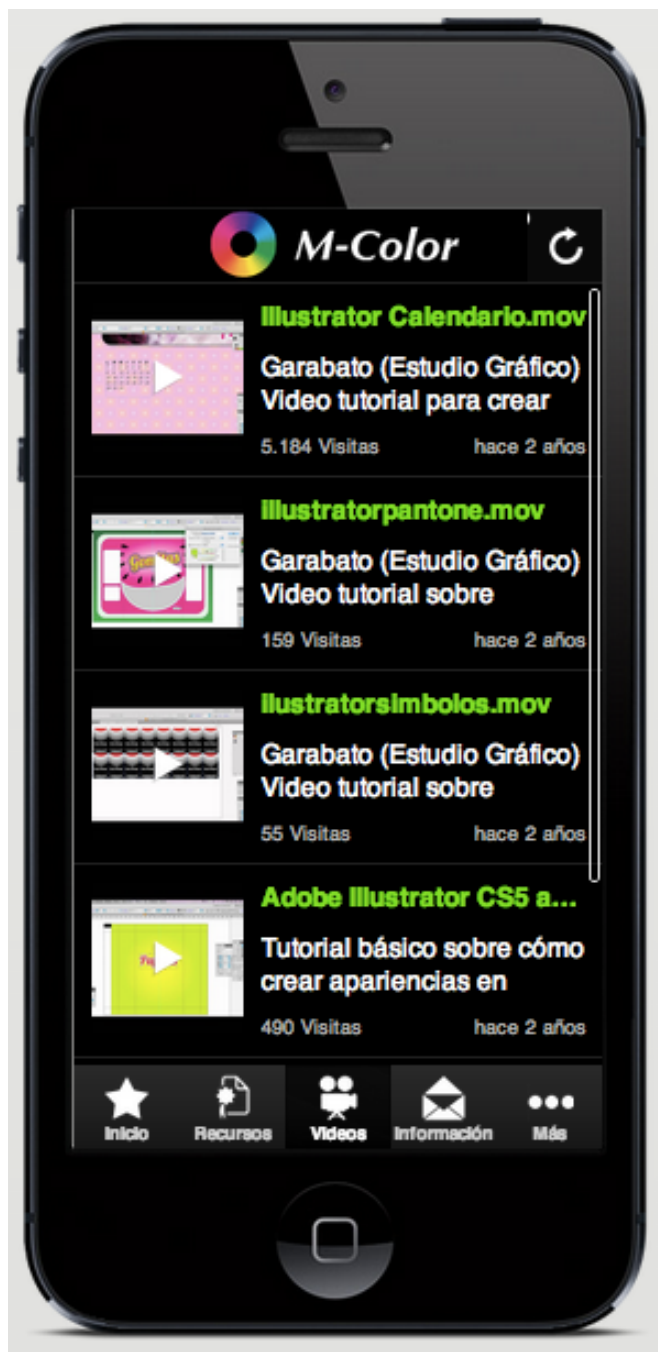 M-Color
Illustrator Calendario.mov
Garabato (Estudio Gráfico)
Video tutorial para crear
5.184 Visitas hace 2 años
Illustratorpantone.mov
Garabato (Estudio Gráfico)
Video tutorial sobre
159 Visitas hace 2 años
Ilustratorsimbolos.mov
Garabato (Estudio Gráfico)
Video tutorial sobre
55 Visitas hace 2 años
Adobe Illustrator CS5 a...
Tutorial básico sobre cómo
crear apariencias en
490 Visitas hace 2 años
Inicio Recursos Videos Información Más